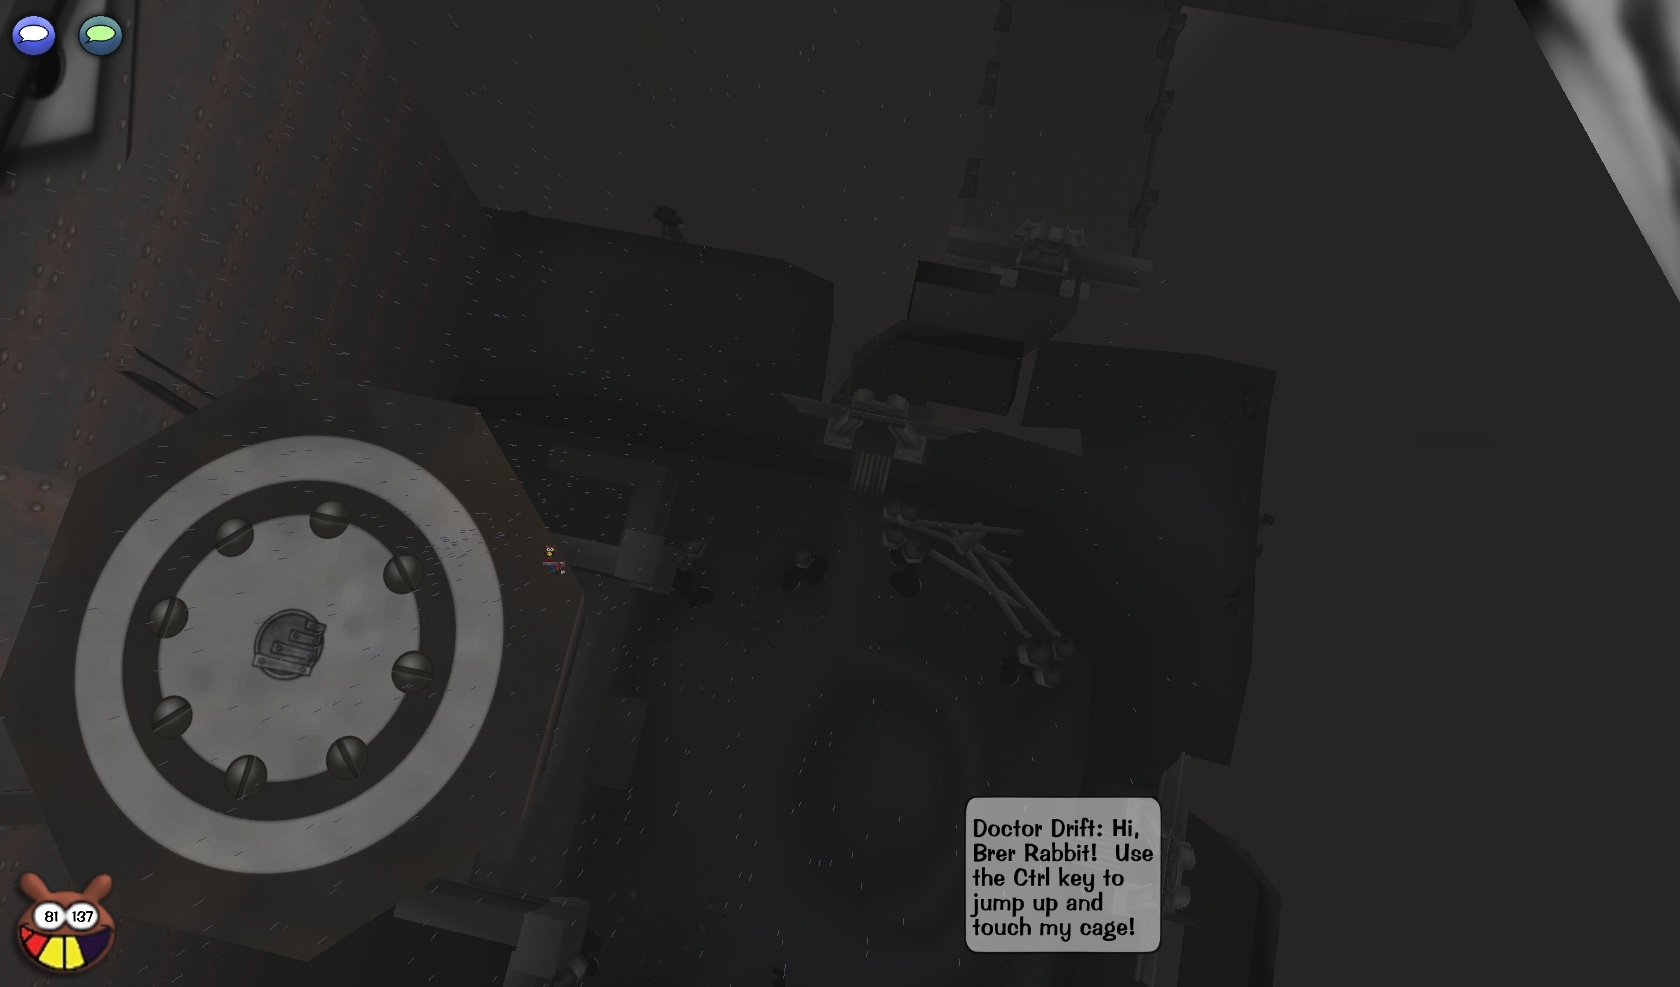 Doctor Drift: Hi,
Brer Rabbit!  Use
the Ctrl key to
jump up and
touch my cage!
81 137